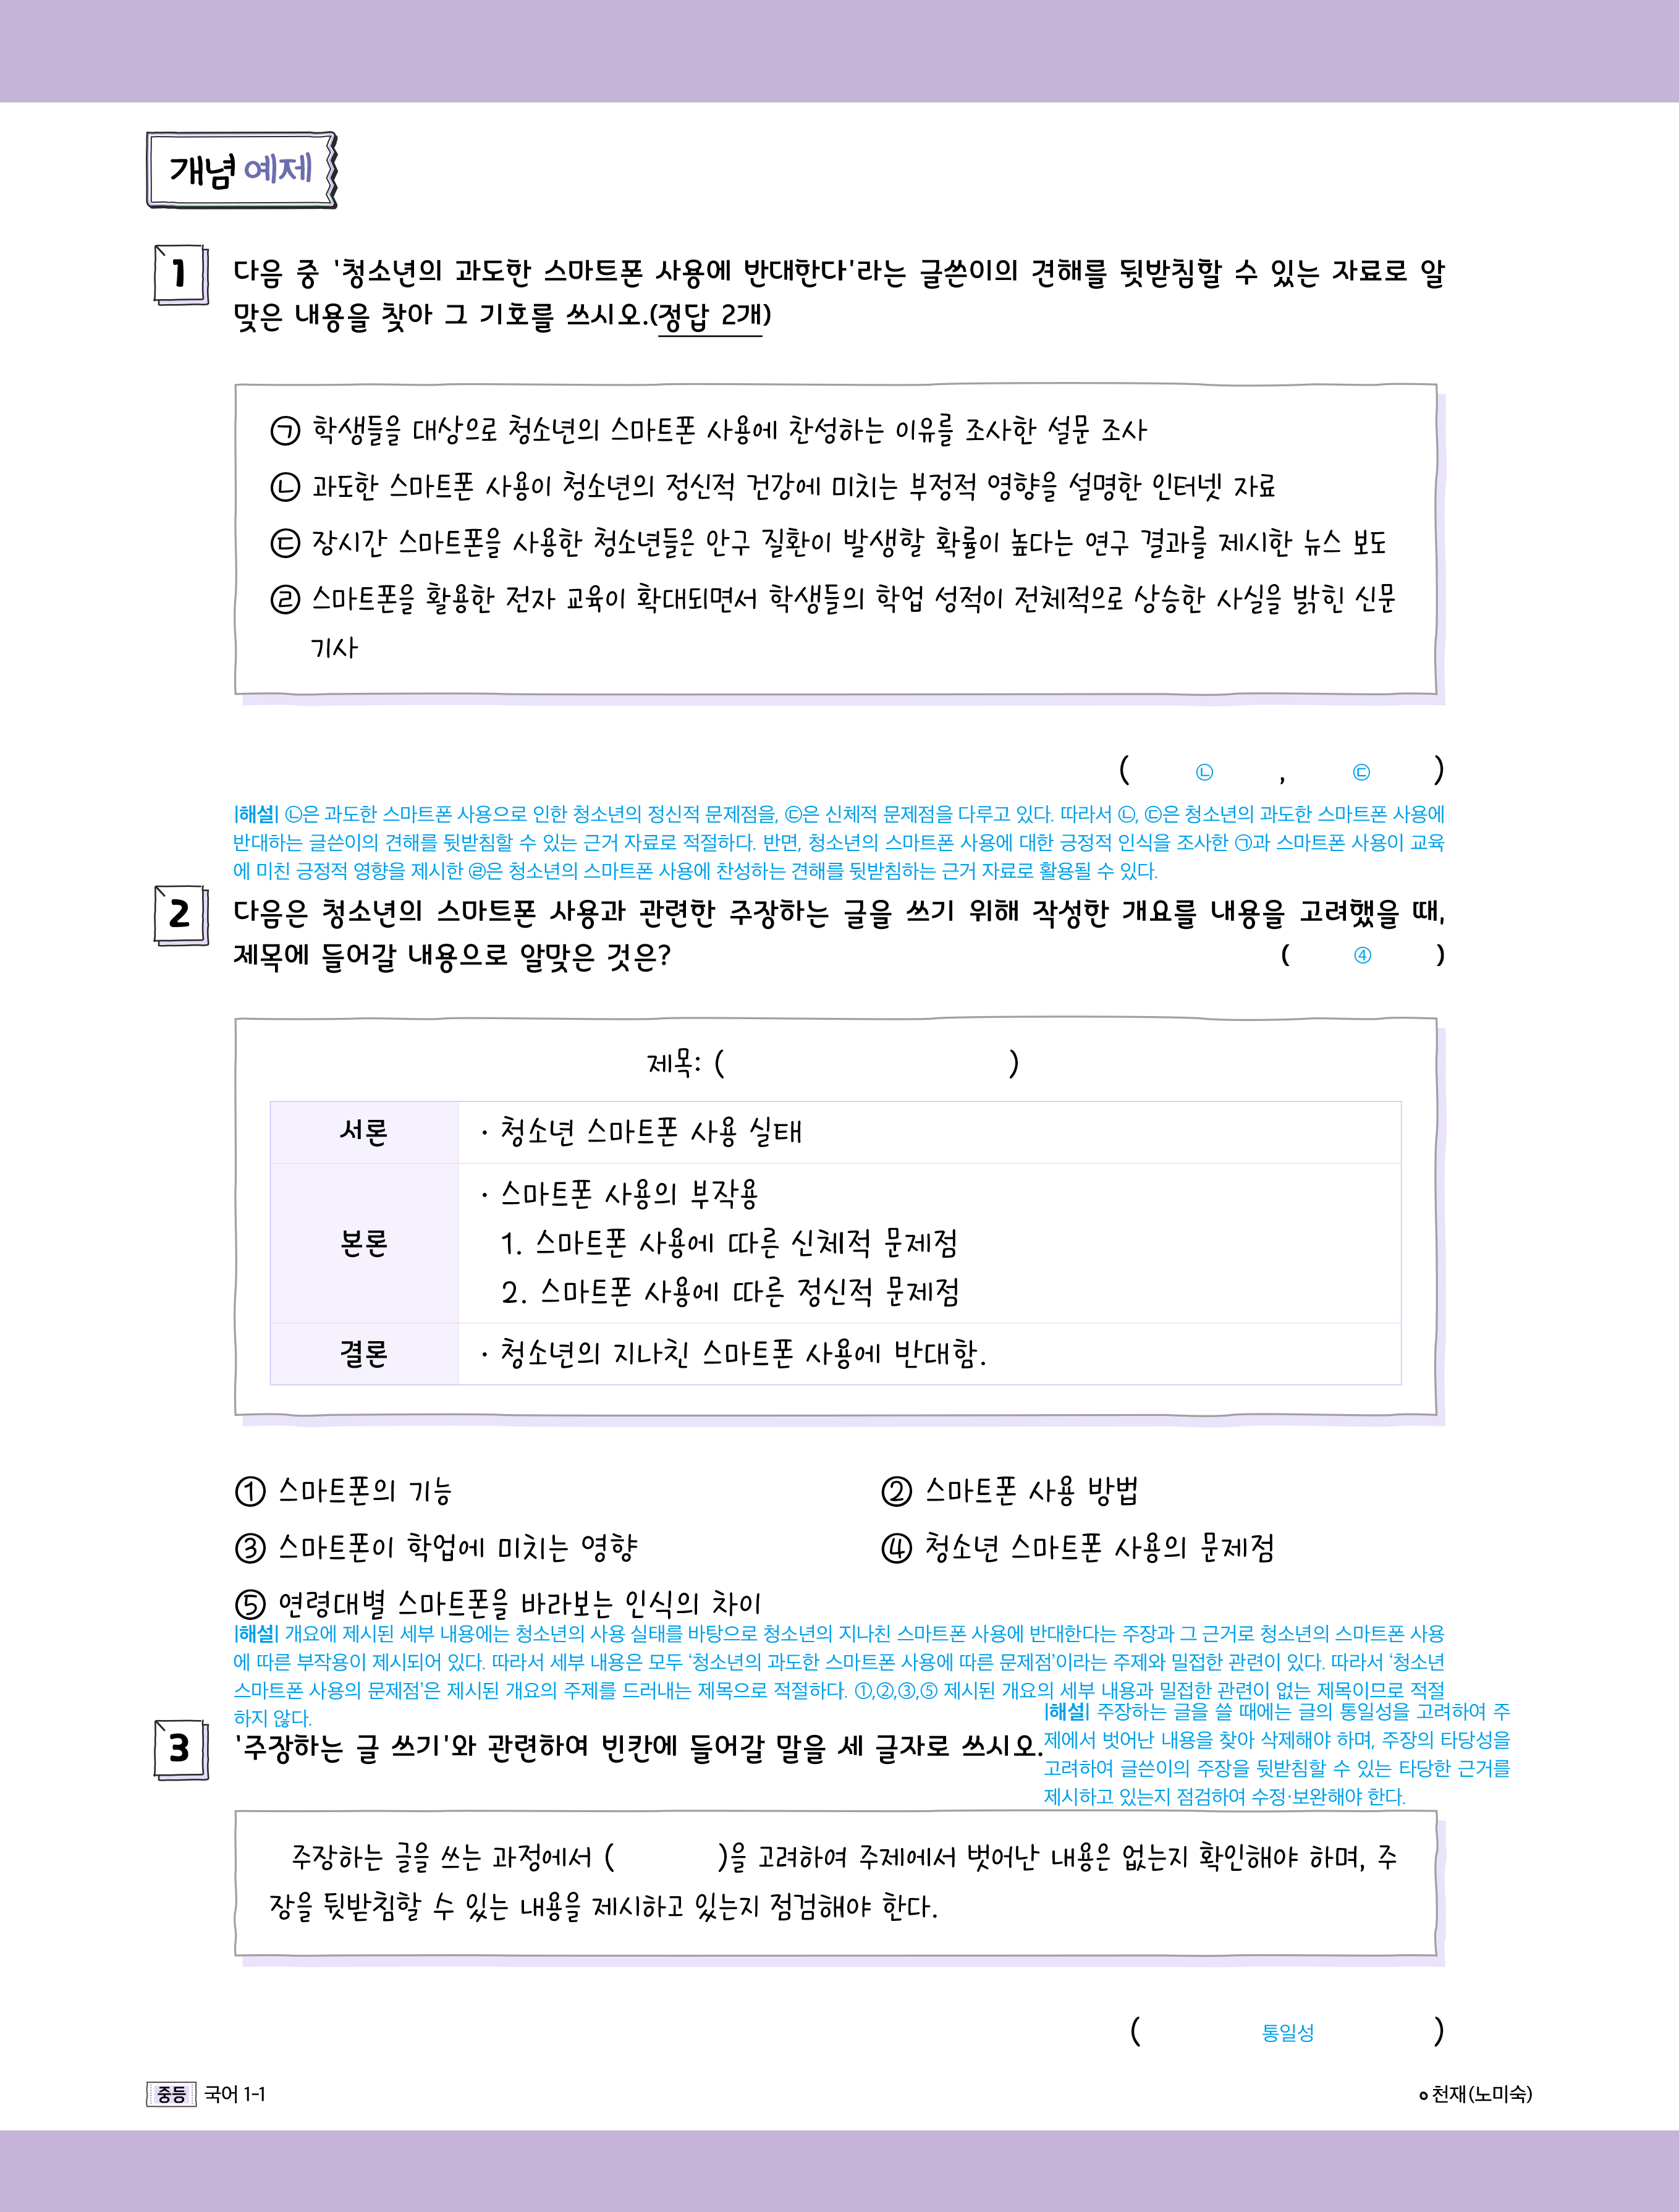 개념 예제
1 다음 중 '청소년의 과도한 스마트폰 사용에 반대한다'라는 글쓴이의 견해를 뒷받침할 수 있는 자료로 알
맞은 내용을 찾아 그 기호를 쓰시오.(정답 2개)
㉠ 학생들을 대상으로 청소년의 스마트폰 사용에 찬성하는 이유를 조사한 설문 조사
㉡ 과도한 스마트폰 사용이 청소년의 정신적 건강에 미치는 부정적 영향을 설명한 인터넷 자료
㉢ 장시간 스마트폰을 사용한 청소년들은 안구 질환이 발생할 확률이 높다는 연구 결과를 제시한 뉴스 보도
㉣ 스마트폰을 활용한 전자 교육이 확대되면서 학생들의 학업 성적이 전체적으로 상승한 사실을 밝힌 신문
기사
( ㉡ , ㉢ )
|해설| ㉡은 과도한 스마트폰 사용으로 인한 청소년의 정신적 문제점을, ㉢은 신체적 문제점을 다루고 있다. 따라서 ㉡, ㉢은 청소년의 과도한 스마트폰 사용에
반대하는 글쓴이의 견해를 뒷받침할 수 있는 근거 자료로 적절하다. 반면, 청소년의 스마트폰 사용에 대한 긍정적 인식을 조사한 ㉠과 스마트폰 사용이 교육
에 미친 긍정적 영향을 제시한 ㉣은 청소년의 스마트폰 사용에 찬성하는 견해를 뒷받침하는 근거 자료로 활용될 수 있다.
2 다음은 청소년의 스마트폰 사용과 관련한 주장하는 글을 쓰기 위해 작성한 개요를 내용을 고려했을 때,
제목에 들어갈 내용으로 알맞은 것은? ( ④ )
제목: ( )
서론 · 청소년 스마트폰 사용 실태
본론 · 스마트폰 사용의 부작용
1. 스마트폰 사용에 따른 신체적 문제점
2. 스마트폰 사용에 따른 정신적 문제점
결론 · 청소년의 지나친 스마트폰 사용에 반대함.
① 스마트폰의 기능 ② 스마트폰 사용 방법
③ 스마트폰이 학업에 미치는 영향 ④ 청소년 스마트폰 사용의 문제점
⑤ 연령대별 스마트폰을 바라보는 인식의 차이
|해설| 개요에 제시된 세부 내용에는 청소년의 사용 실태를 바탕으로 청소년의 지나친 스마트폰 사용에 반대한다는 주장과 그 근거로 청소년의 스마트폰 사용
에 따른 부작용이 제시되어 있다. 따라서 세부 내용은 모두 ‘청소년의 과도한 스마트폰 사용에 따른 문제점’이라는 주제와 밀접한 관련이 있다. 따라서 ‘청소년
스마트폰 사용의 문제점’은 제시된 개요의 주제를 드러내는 제목으로 적절하다. ①,②,③,⑤ 제시된 개요의 세부 내용과 밀접한 관련이 없는 제목이므로 적절
하지 않다.
3 '주장하는 글 쓰기'와 관련하여 빈칸에 들어갈 말을 세 글자로 쓰시오.
|해설| 주장하는 글을 쓸 때에는 글의 통일성을 고려하여 주
제에서 벗어난 내용을 찾아 삭제해야 하며, 주장의 타당성을
고려하여 글쓴이의 주장을 뒷받침할 수 있는 타당한 근거를
제시하고 있는지 점검하여 수정·보완해야 한다.
주장하는 글을 쓰는 과정에서 ( )을 고려하여 주제에서 벗어난 내용은 없는지 확인해야 하며, 주
장을 뒷받침할 수 있는 내용을 제시하고 있는지 점검해야 한다.
( 통일성 )
중등 국어 1-1
천재(노미숙)